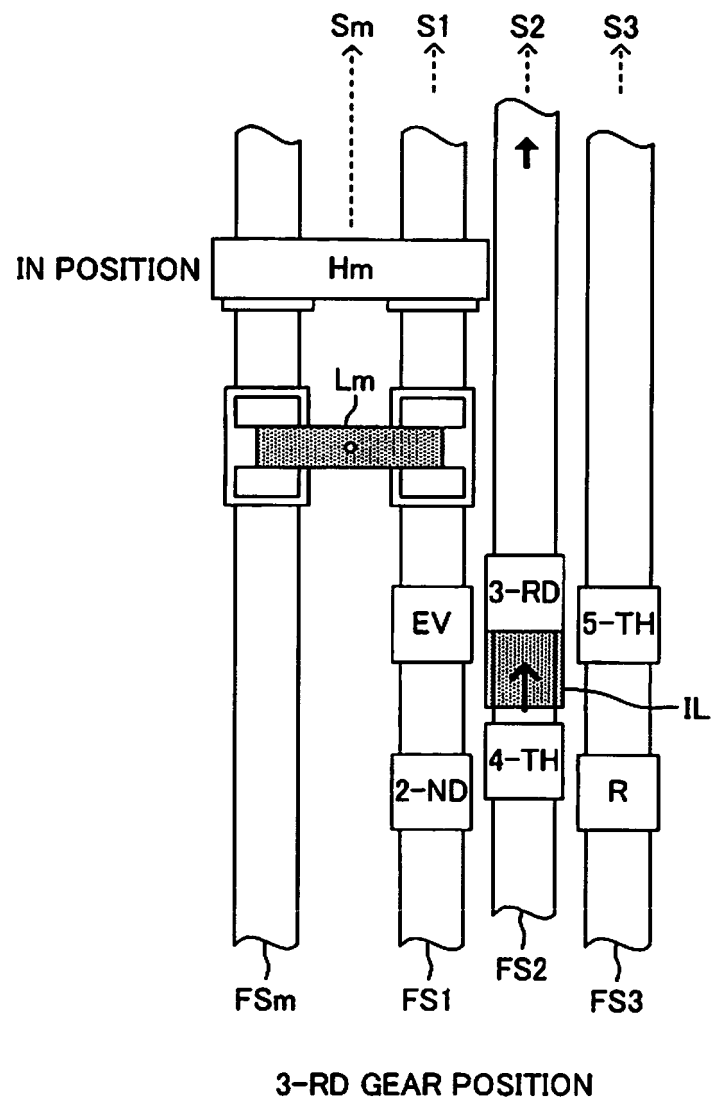 Sm S1 S2 S3
IN POSITION Hm
Lm
3-RD
EV 5-TH
IL
4-TH
2-ND R
FSm FS1 FS2 FS3
3-RD GEAR POSITION